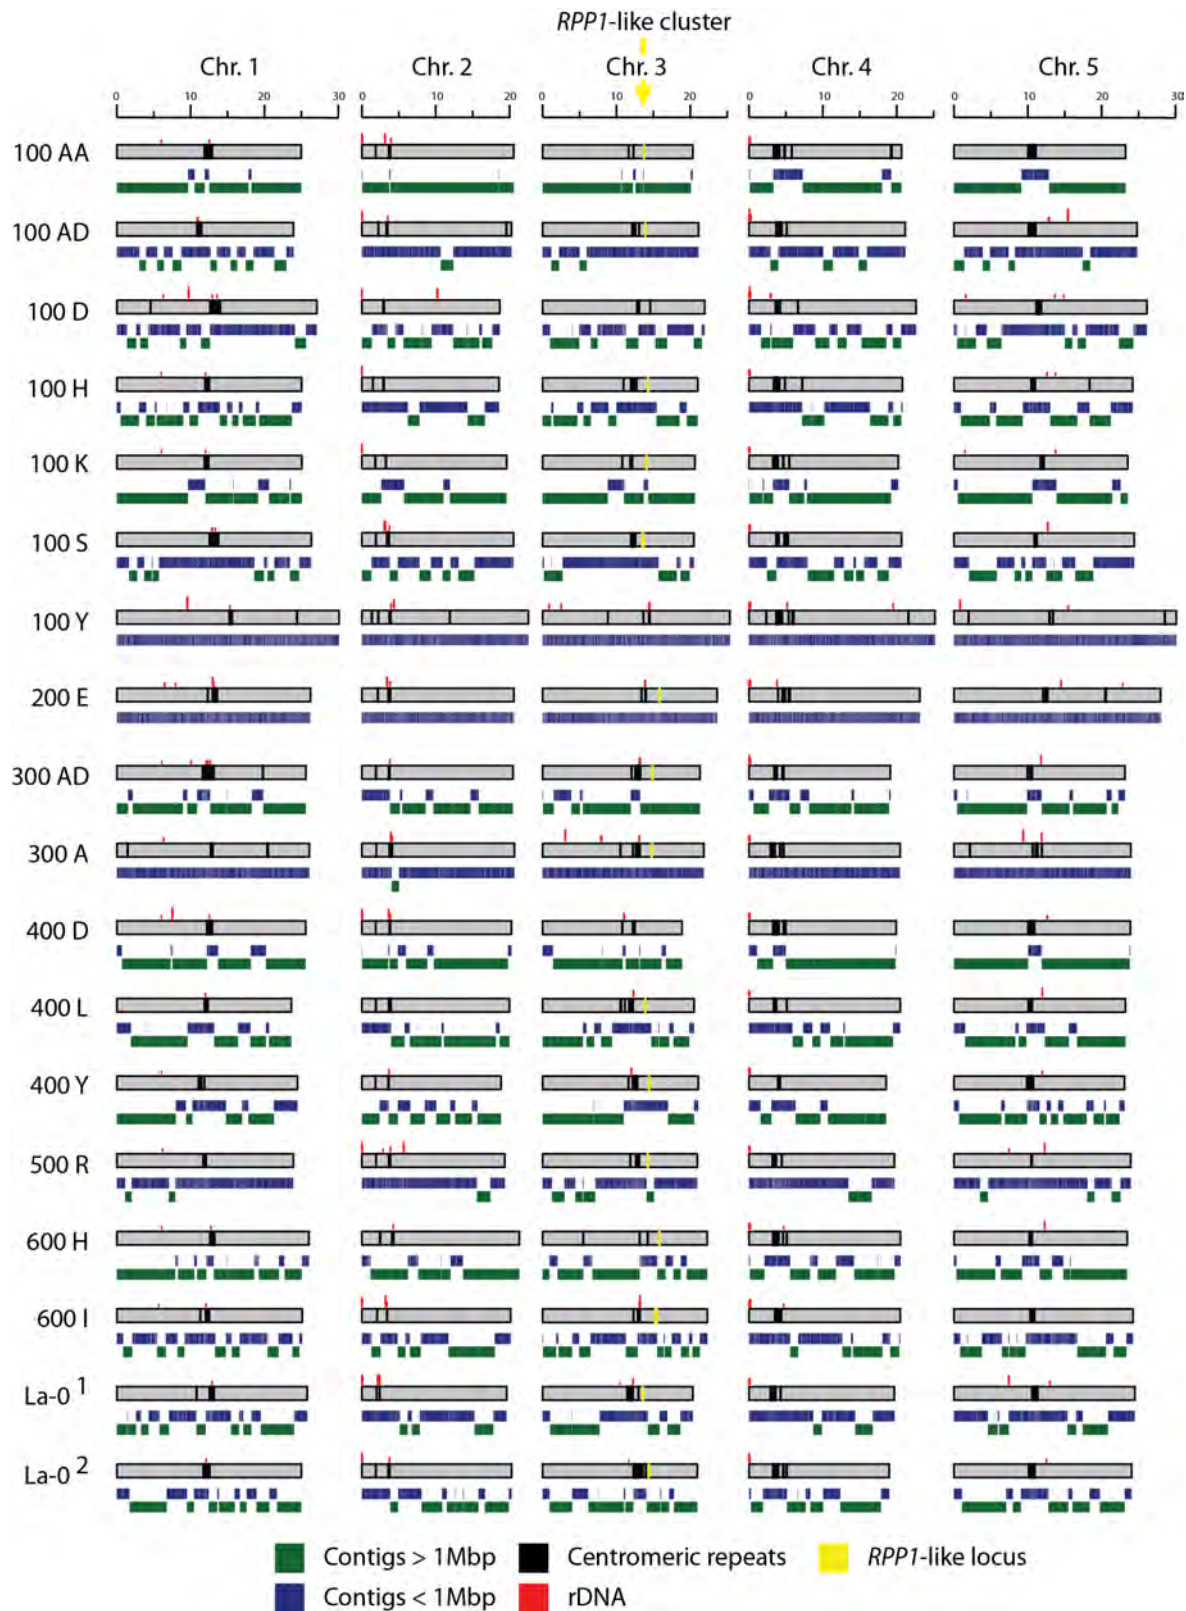 RPP1-like cluster
Chr. 1 Chr. 2 Chr. 3 Chr. 4 Chr. 5
0 10 20 30 0 10 20 0 10 20 0 10 20 0 10 20 30
100 AA
100 AD
100 D
100 H
100 K
100 S
100 Y
200 E
300 AD
300 A
400 D
400 L
400 Y
500 R
600 H
600 I
La-0 1
La-0 2
Contigs > 1Mbp Centromeric repeats RPP1-like locus
Contigs < 1Mbp rDNA